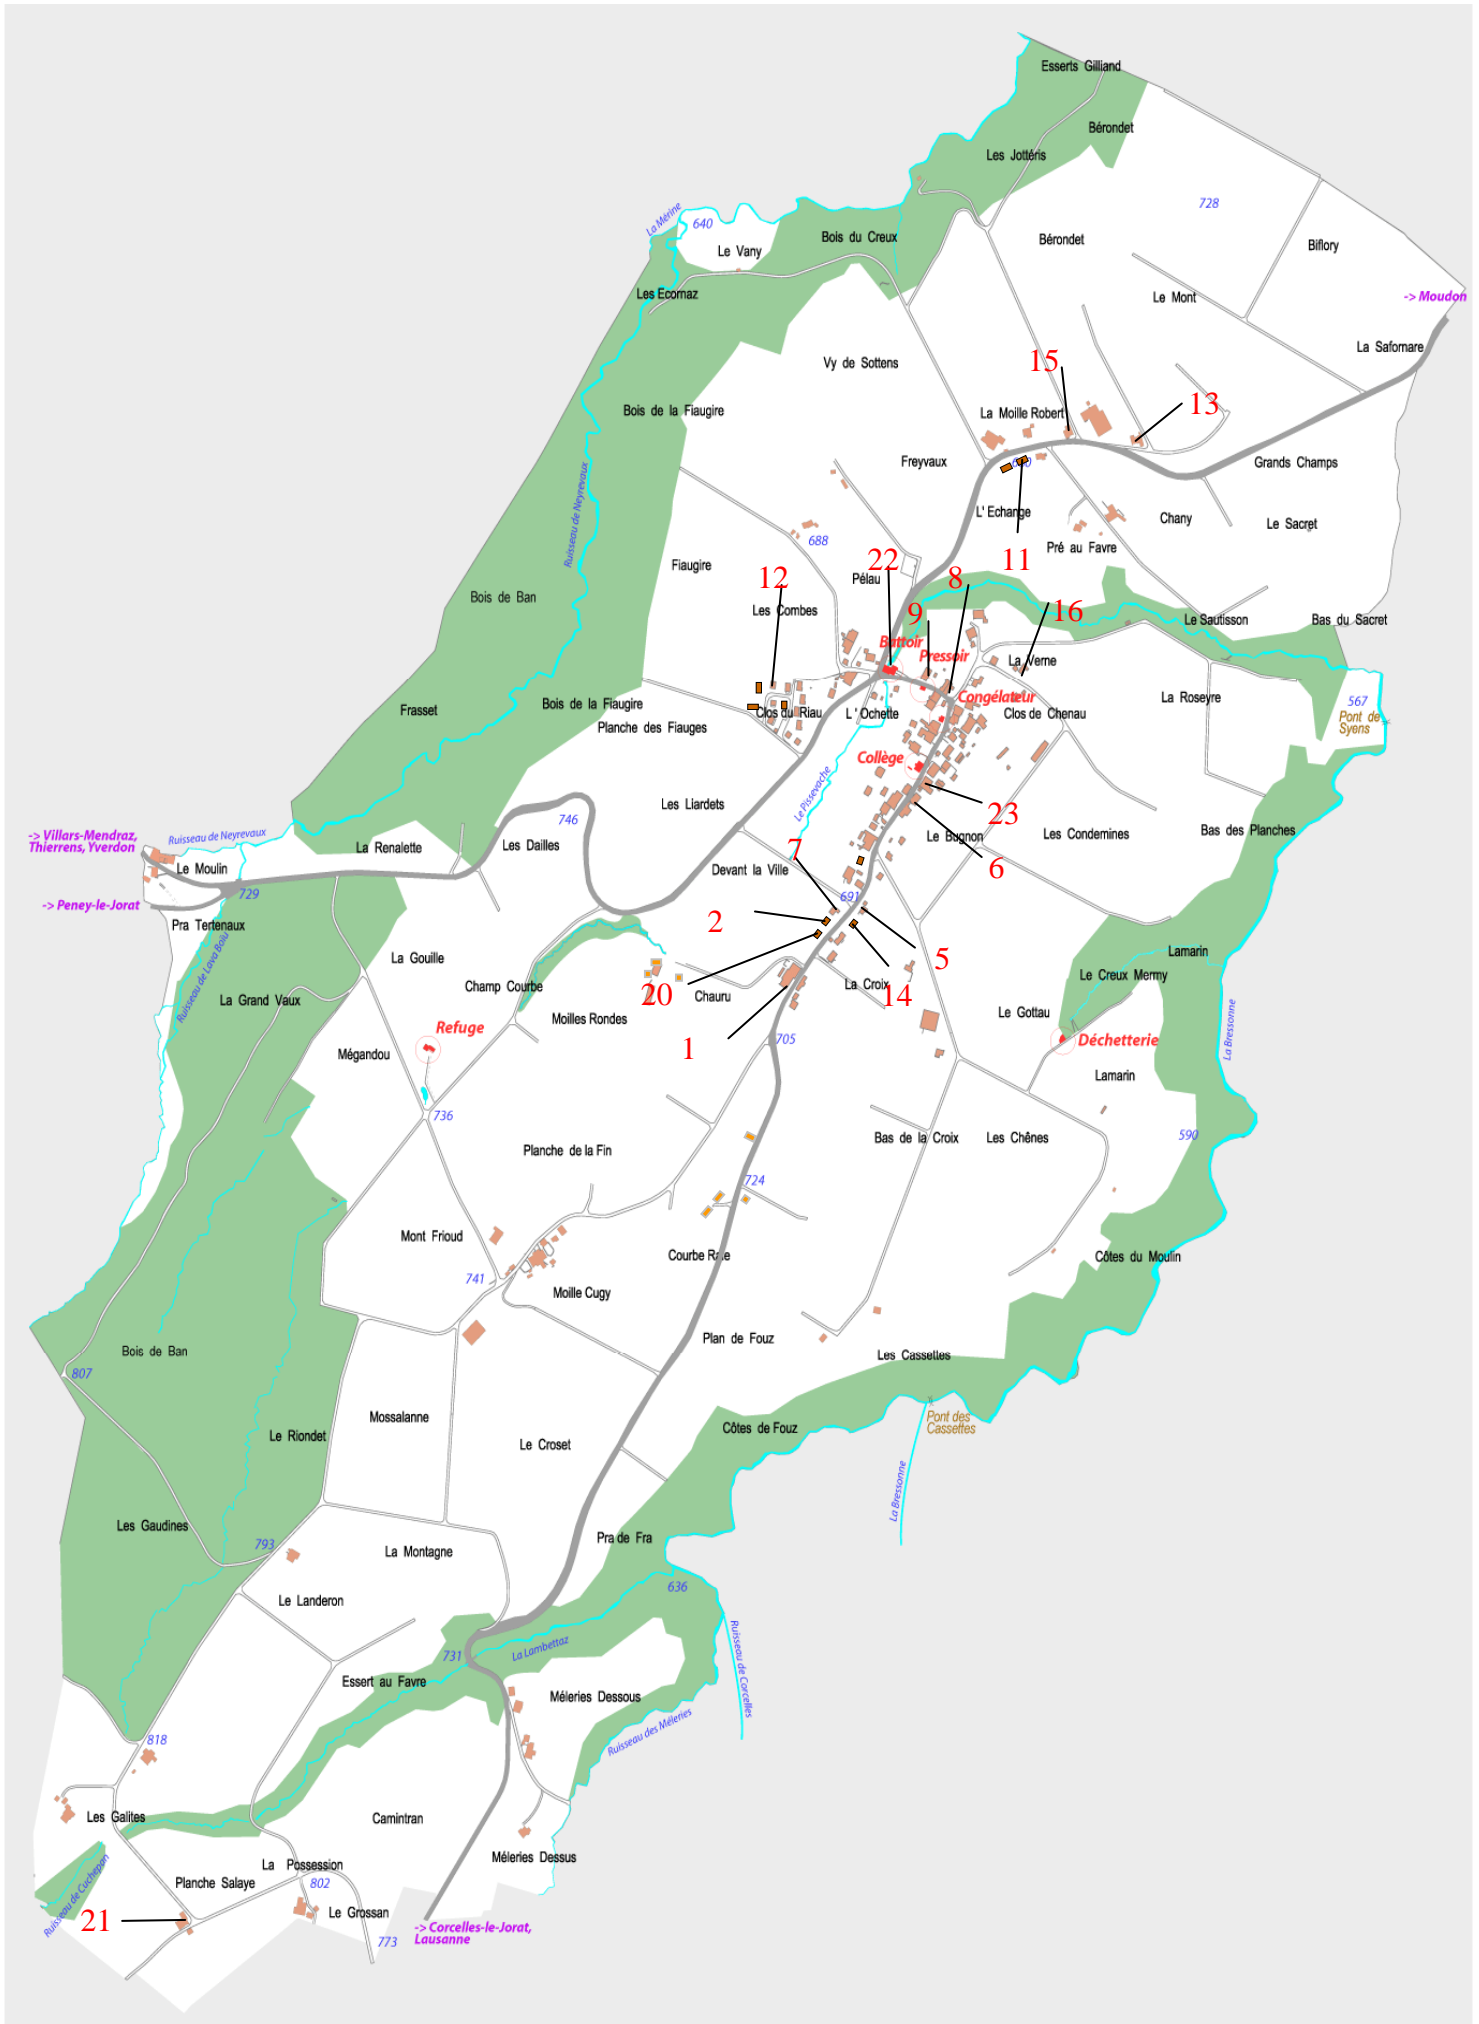 Esserts Gilliand
Bérondet
Les Jottéris
728
La Mérine
640
Bois du Creux
Bérondet
Biflory
Le Vany
Les Ecornaz
Le Mont
-> Moudon
La Safornare
Vy de Sottens
15
13
Bois de la Fiaugire
La Moille Robert
Freyvaux
Grands Champs
Ruisseau de Neyrevaux
L' Echange
Chany
Le Sacret
688
Pré au Favre
Fiaugire
12
Pélau
22
11
8
Bois de Ban
Les Combes
9
16
Le Sautisson
Bas du Sacret
Battoir
Pressoir
La Verne
La Roseyre
567
Pont de
Syens
Frasset
Bois de la Fiaugire
Planche des Fiauges
Clos du Riau
L ' Ochette
Congélateur
Clos de Chenau
Collège
Le Pissevache
Les Liardets
746
23
-> Villars-Mendraz,
Thierrens, Yverdon
Ruisseau de Neyrevaux
La Renalette
Les Dailles
Le Bugnon
Les Condemines
Bas des Planches
Le Moulin
7
6
Devant la Ville
729
691
-> Peney-le-Jorat
Pra Tertenaux
2
Ruisseau de Lava Bolu
La Gouille
5
Lamarin
La Grand Vaux
Champ Courbe
20
Chauru
La Croix
14
Le Creux Mermy
Moilles Rondes
Le Gottau
La Bressonne
Refuge
1
705
Déchetterie
Mégandou
Lamarin
736
Planche de la Fin
Bas de la Croix
Les Chênes
590
724
Mont Frioud
Courbe Raie
Côtes du Moulin
741
Moille Cugy
Plan de Fouz
Bois de Ban
Les Cassettes
807
Mossalanne
Pont des
Cassettes
Le Riondet
Le Croset
Côtes de Fouz
La Bressonne
Les Gaudines
793
La Montagne
Pra de Fra
636
Le Landeron
Ruisseau de Corcelles
731
La Lambettaz
Essert au Favre
Méleries Dessous
818
Ruisseau des Méleries
Les Galites
Camintran
Méleries Dessus
La Possession
Planche Salaye
802
Ruisseau de Cuchepan
Le Grossan
21
-> Corcelles-le-Jorat,
Lausanne
773